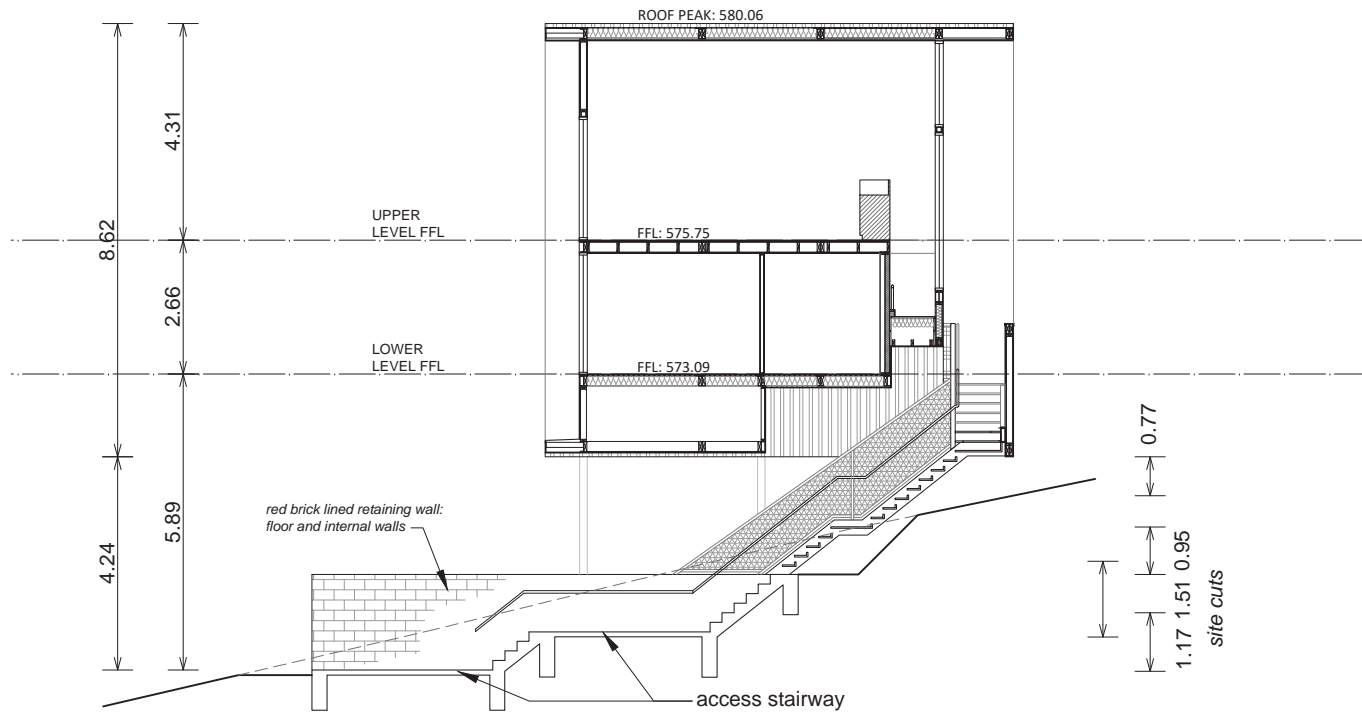 ROOF PEAK: 580.06
4.31
8.62
UPPER
LEVEL FFL
FFL: 575.75
2.66
LOWER
LEVEL FFL
FFL: 573.09
0.77
red brick lined retaining wall:
floor and internal walls
5.89
4.24
0.95
1.51
1.17
site cuts
access stairway